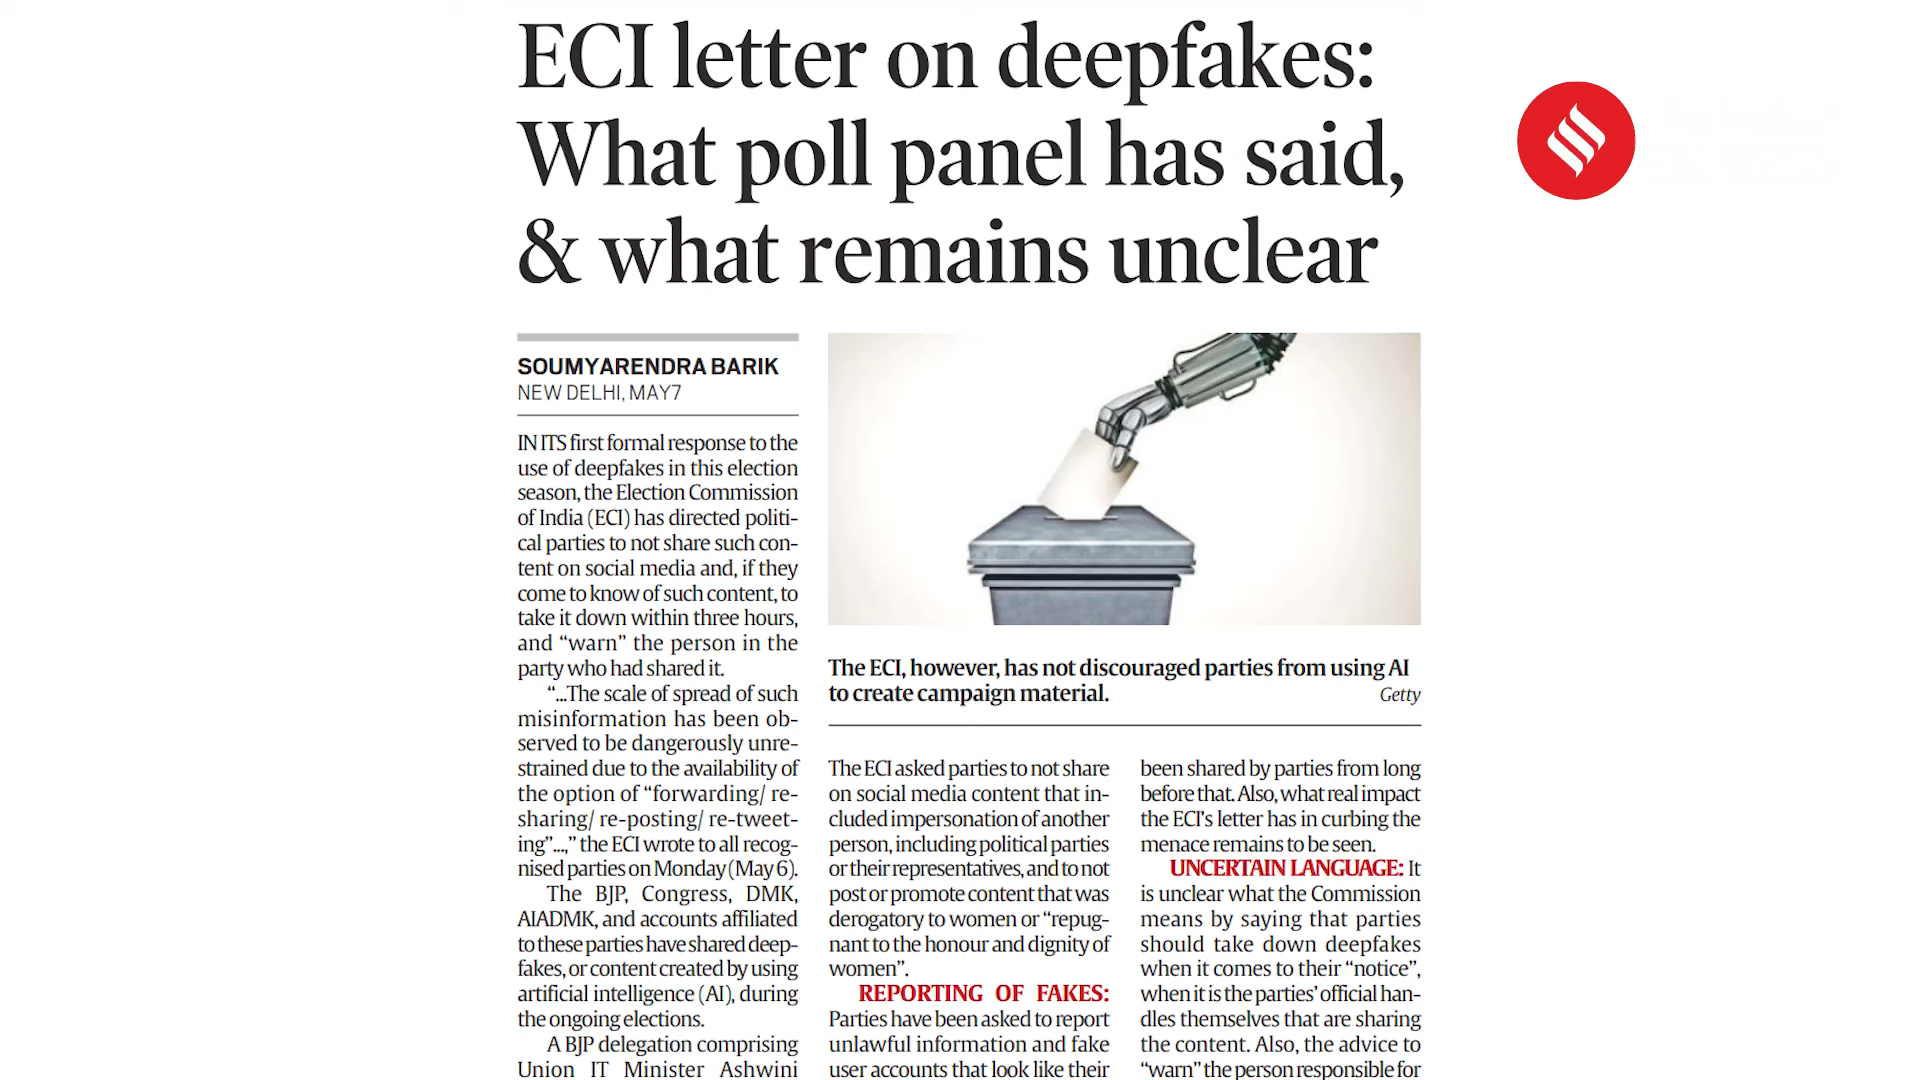 ECI letter on deepfakes:
What poll panel has said,
& what remains unclear
SOUMYARENDRA BARIK
NEW DELHI, MAY7
IN ITS first formal response to the
use of deepfakes in this election
season, the Election Commission
of India (ECI) has directed politi-
cal parties to not share such con-
tent on social media and, if they
come to know of such content, to
take it down within three hours,
and “warn” the person in the
party who had shared it.
“...The scale of spread of such
misinformation has been ob-
served to be dangerously unre-
strained due to the availability of
the option of “forwarding/ re-
sharing/ re-posting/ re-tweet-
ing”...,” the ECI wrote to all recog-
nised parties on Monday (May 6).
The BJP, Congress, DMK,
AIADMK, and accounts affiliated
to these parties have shared deep-
fakes, or content created by using
artificial intelligence (AI), during
the ongoing elections.
A BJP delegation comprising
Union IT Minister Ashwini
The ECI, however, has not discouraged parties from using AI
to create campaign material.
Getty
The ECI asked parties to not share
on social media content that in-
cluded impersonation of another
person, including political parties
or their representatives, and to not
post or promote content that was
derogatory to women or “repug-
nant to the honour and dignity of
women”.
REPORTING OF FAKES:
Parties have been asked to report
unlawful information and fake
user accounts that look like their
been shared by parties from long
before that. Also, what real impact
the ECI’s letter has in curbing the
menace remains to be seen.
UNCERTAIN LANGUAGE: It
is unclear what the Commission
means by saying that parties
should take down deepfakes
when it comes to their “notice”,
when it is the parties’ official han-
dles themselves that are sharing
the content. Also, the advice to
“warn” the person responsible for